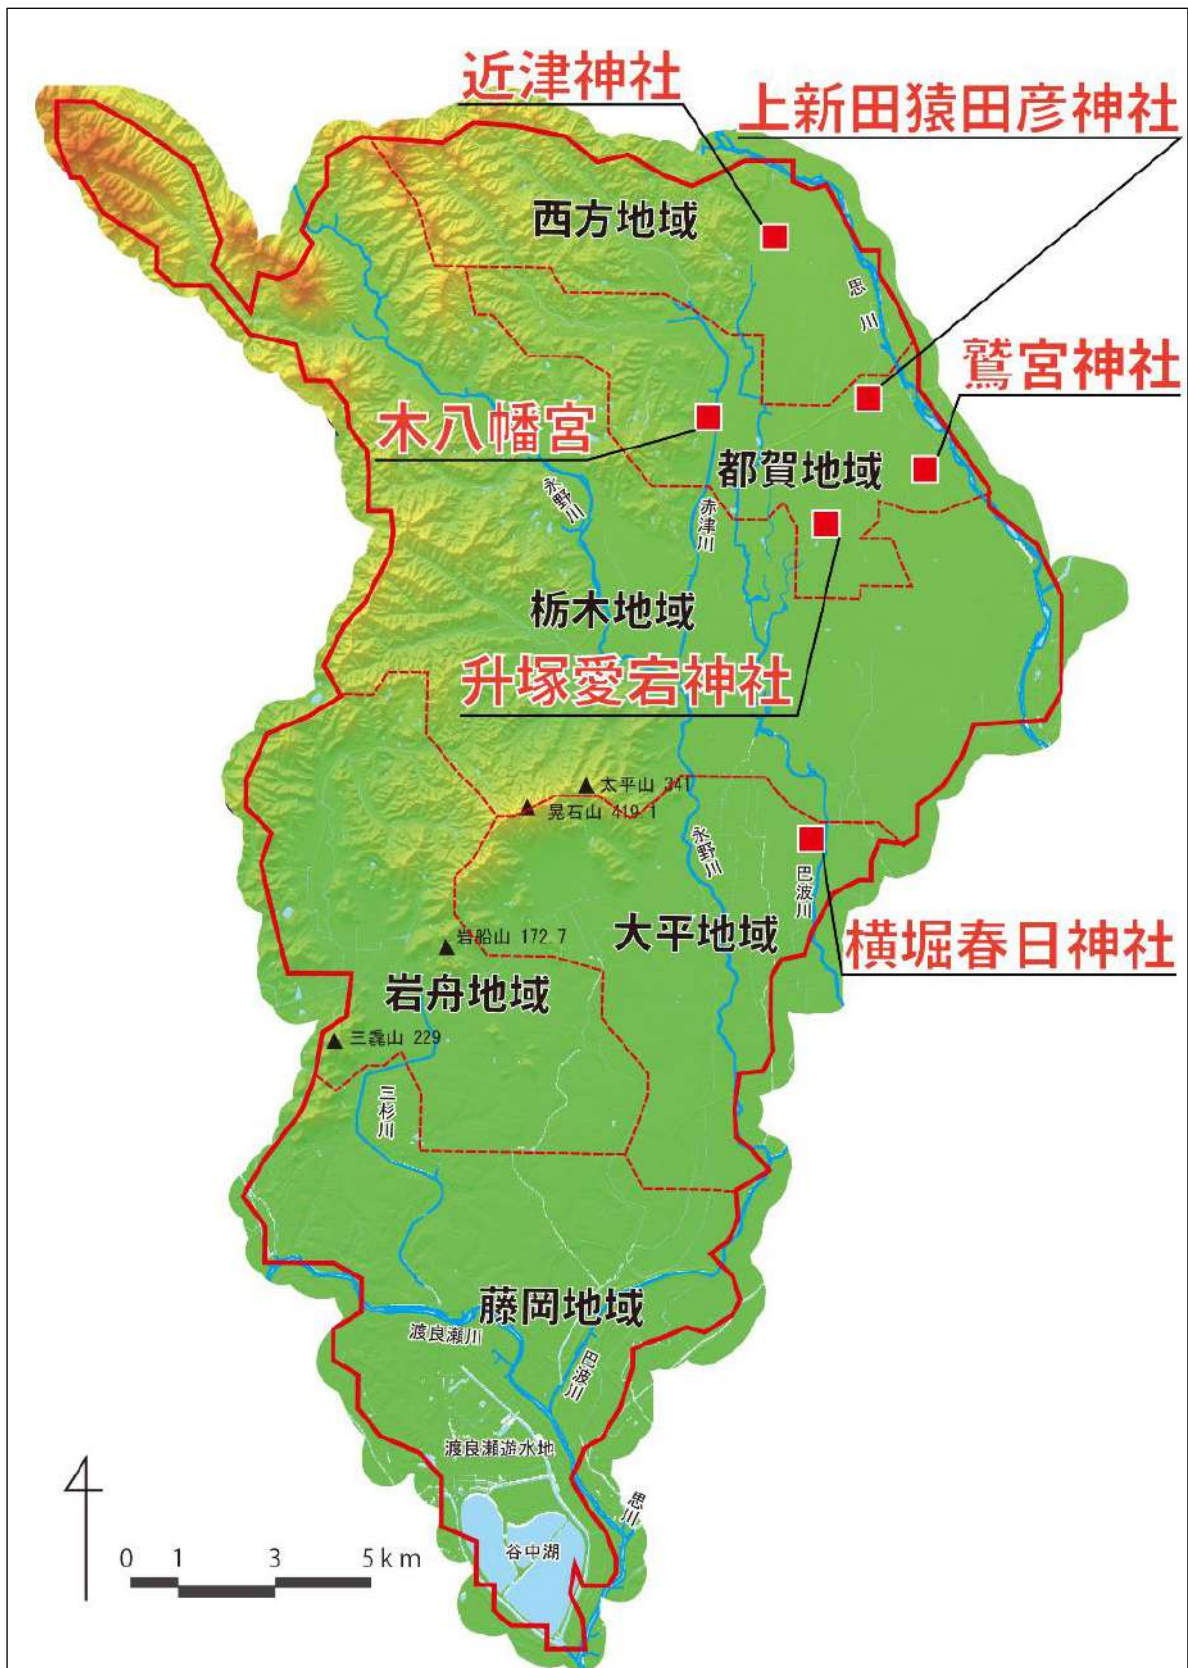 近津神社
上新田猿田彦神社
西方地域
思川
鷲宮神社
木八幡宮
都賀地域
永野川
赤津川
栃木地域
升塚愛宕神社
太平山 341
晃石山 419.1
永野川
巴波川
大平地域
横堀春日神社
岩船山 172.7
岩舟地域
三毳山 229
三杉川
藤岡地域
渡良瀬川
巴波川
渡良瀬遊水地
思川
谷中湖
0 1 3 5km